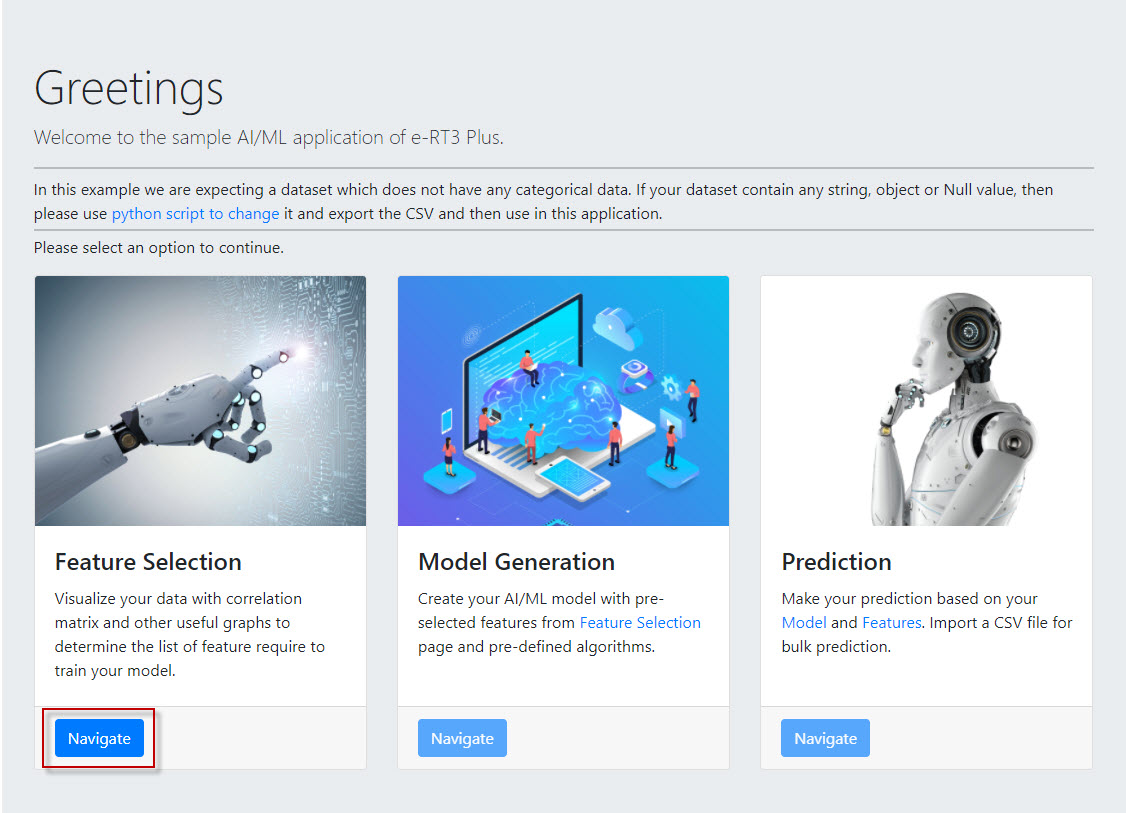 Greetings
Welcome to the sample AI/ML application of e-RT3 Plus.
In this example we are expecting a dataset which does not have any categorical data. If your dataset contain any string, object or Null value, then
please use python script to change it and export the CSV and then use in this application.
Please select an option to continue.
Feature Selection
Visualize your data with correlation
matrix and other useful graphs to
determine the list of feature require to
train your model.
Navigate
Model Generation
Create your AI/ML model with pre-
selected features from Feature Selection
page and pre-defined algorithms.
Navigate
Prediction
Make your prediction based on your
Model and Features. Import a CSV file for
bulk prediction.
Navigate